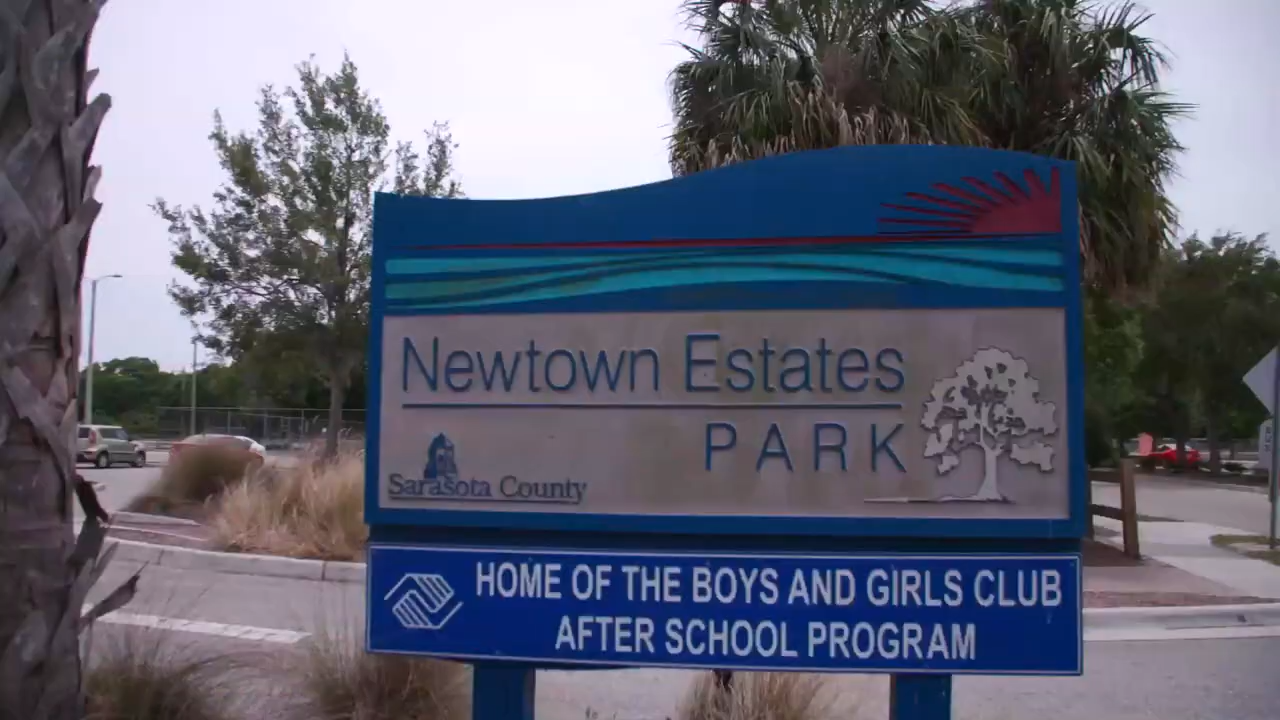 Newtown Estates
PARK
Sarasota County
HOME OF THE BOYS AND GIRLS CLUB
AFTER SCHOOL PROGRAM